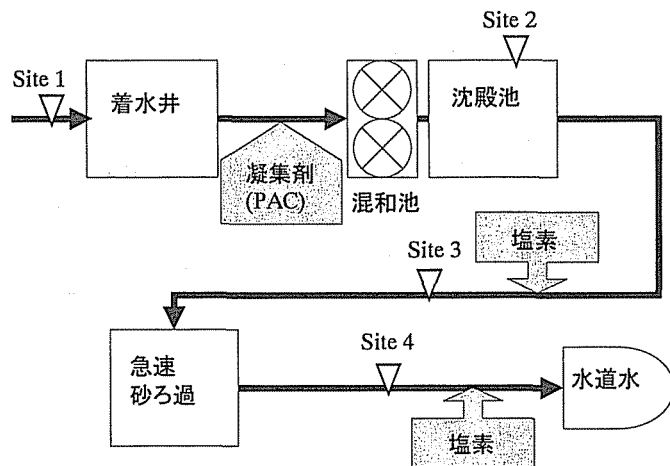 Site 1
着水井
凝集剤
(PAC)
混和池
Site 2
沈殿池
塩素
Site 3
急速
砂ろ過
Site 4
塩素
水道水